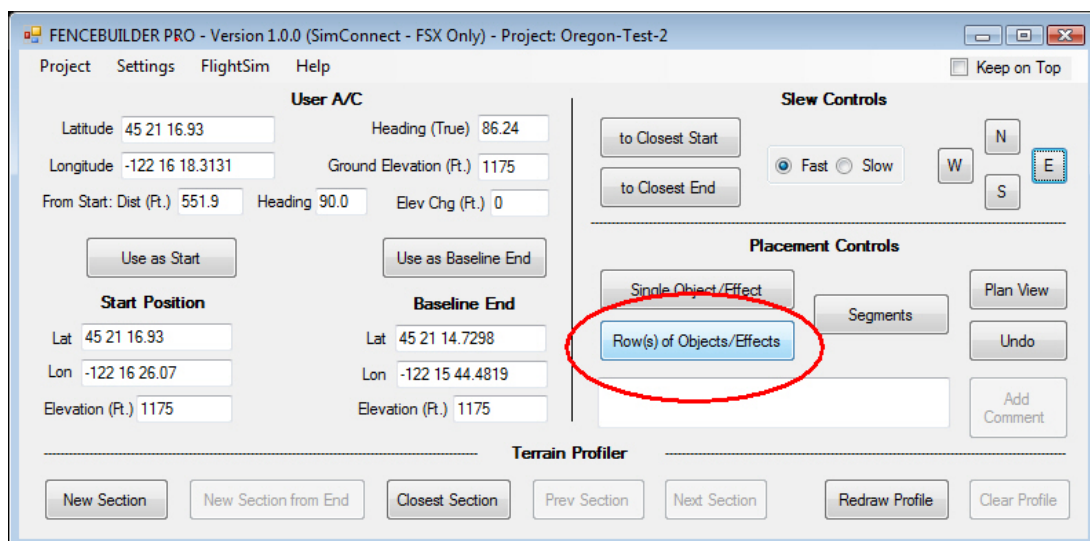 FENCEBUILDER PRO - Version 1.0.0 (SimConnect - FSX Only) - Project: Oregon-Test-2
Project Settings FlightSim Help
Keep on Top
User A/C
Latitude 45 21 16.93
Heading (True) 86.24
Longitude -122 16 18.3131
Ground Elevation (Ft.) 1175
From Start: Dist (Ft.) 551.9 Heading 90.0 Elev Chg (Ft.) 0
Use as Start
Use as Baseline End
Start Position
Lat 45 21 16.93
Lon -122 16 26.07
Elevation (Ft.) 1175
Baseline End
Lat 45 21 14.7298
Lon -122 15 44.4819
Elevation (Ft.) 1175
Slew Controls
to Closest Start
to Closest End
Fast Slow
N
W
E
S
Placement Controls
Single Object/Effect
Row(s) of Objects/Effects
Segments
Plan View
Undo
Add
Comment
Terrain Profiler
New Section
New Section from End
Closest Section
Prev Section
Next Section
Redraw Profile
Clear Profile